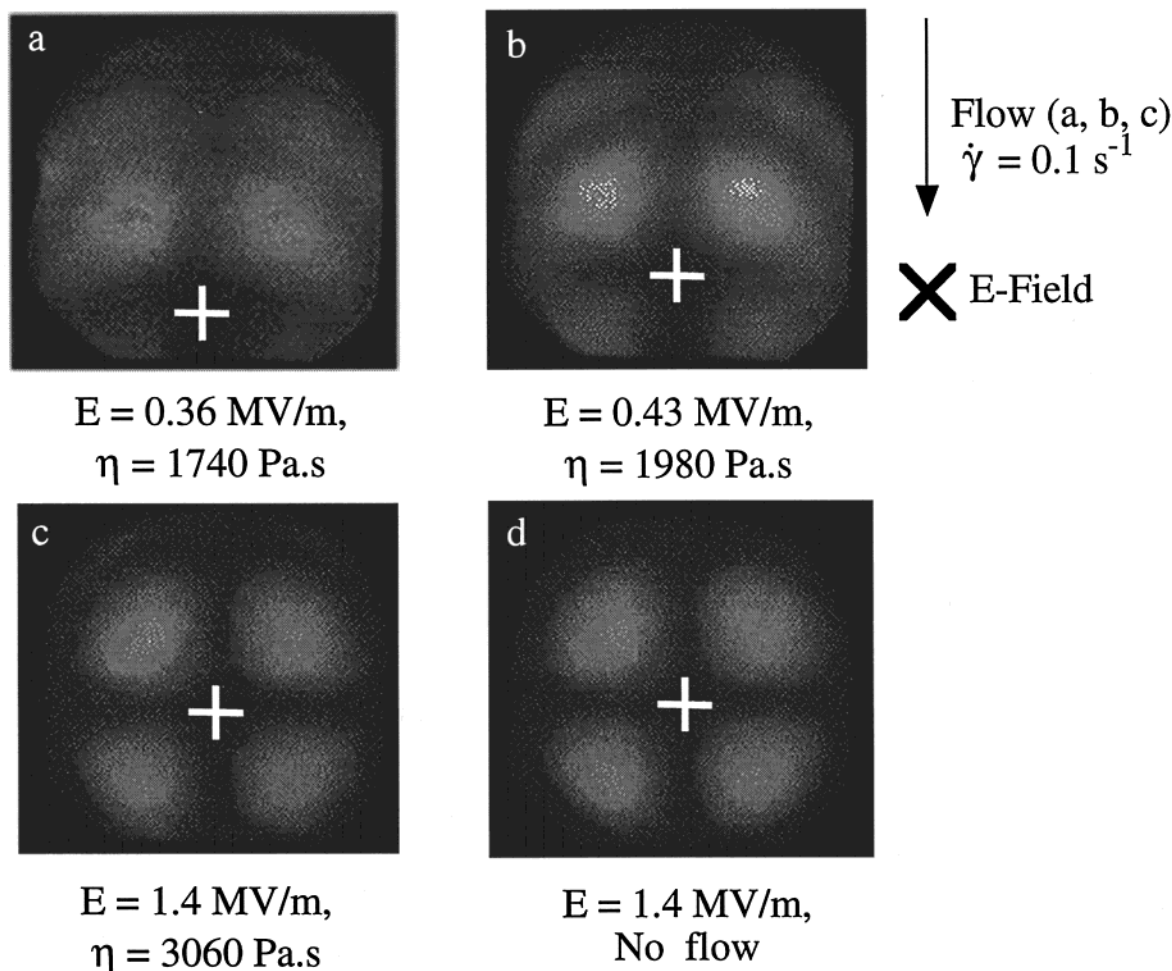 a
b
Flow (a, b, c)
γ̇ = 0.1 s⁻¹
E-Field
E = 0.36 MV/m,
η = 1740 Pa.s
E = 0.43 MV/m,
η = 1980 Pa.s
c
d
E = 1.4 MV/m,
η = 3060 Pa.s
E = 1.4 MV/m,
No flow